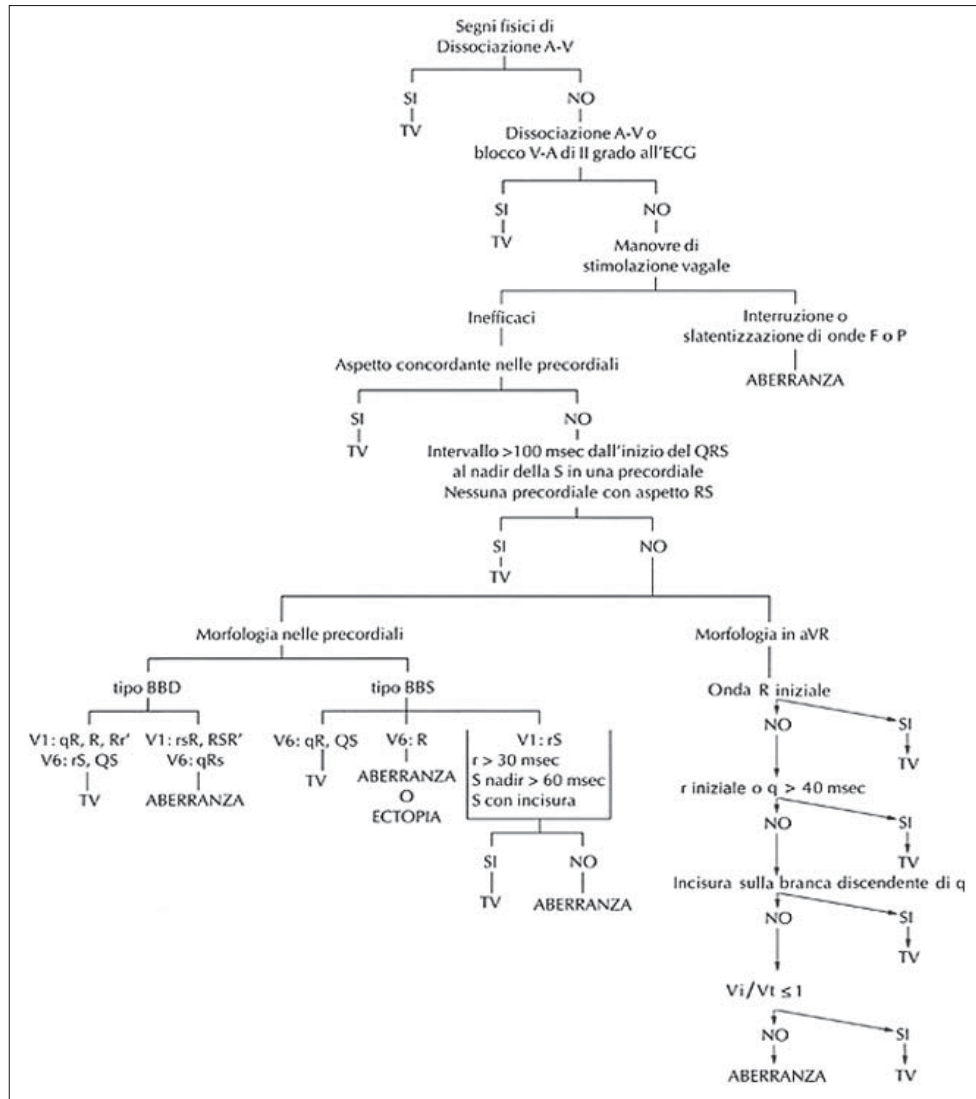 Segni fisici di
Dissociazione A-V
SI
NO
TV
Dissociazione A-V o
blocco V-A di II grado all'ECG
SI
NO
TV
Manovre di
stimolazione vagale
Inefficaci
Interruzione o
slatentizzazione di onde F o P
ABERRANZA
Aspetto concordante nelle precordiali
SI
NO
TV
Intervallo >100 msec dall'inizio del QRS
al nadir della S in una precordiale
Nessuna precordiale con aspetto RS
SI
NO
TV
Morfologia nelle precordiali
tipo BBD
tipo BBS
V1: qR, R, Rr'
V6: rS, QS
TV
V1: rsR, RSR'
V6: qRs
ABERRANZA
V6: qR, QS
TV
V6: R
ABERRANZA
O
ECTOPIA
V1: rS
r > 30 msec
S nadir > 60 msec
S con incisura
SI
NO
TV
ABERRANZA
Morfologia in aVR
Onda R iniziale
NO
SI
TV
r iniziale o q > 40 msec
NO
SI
TV
Incisura sulla branca discendente di q
NO
SI
TV
Vi/Vt ≤ 1
NO
SI
ABERRANZA
TV